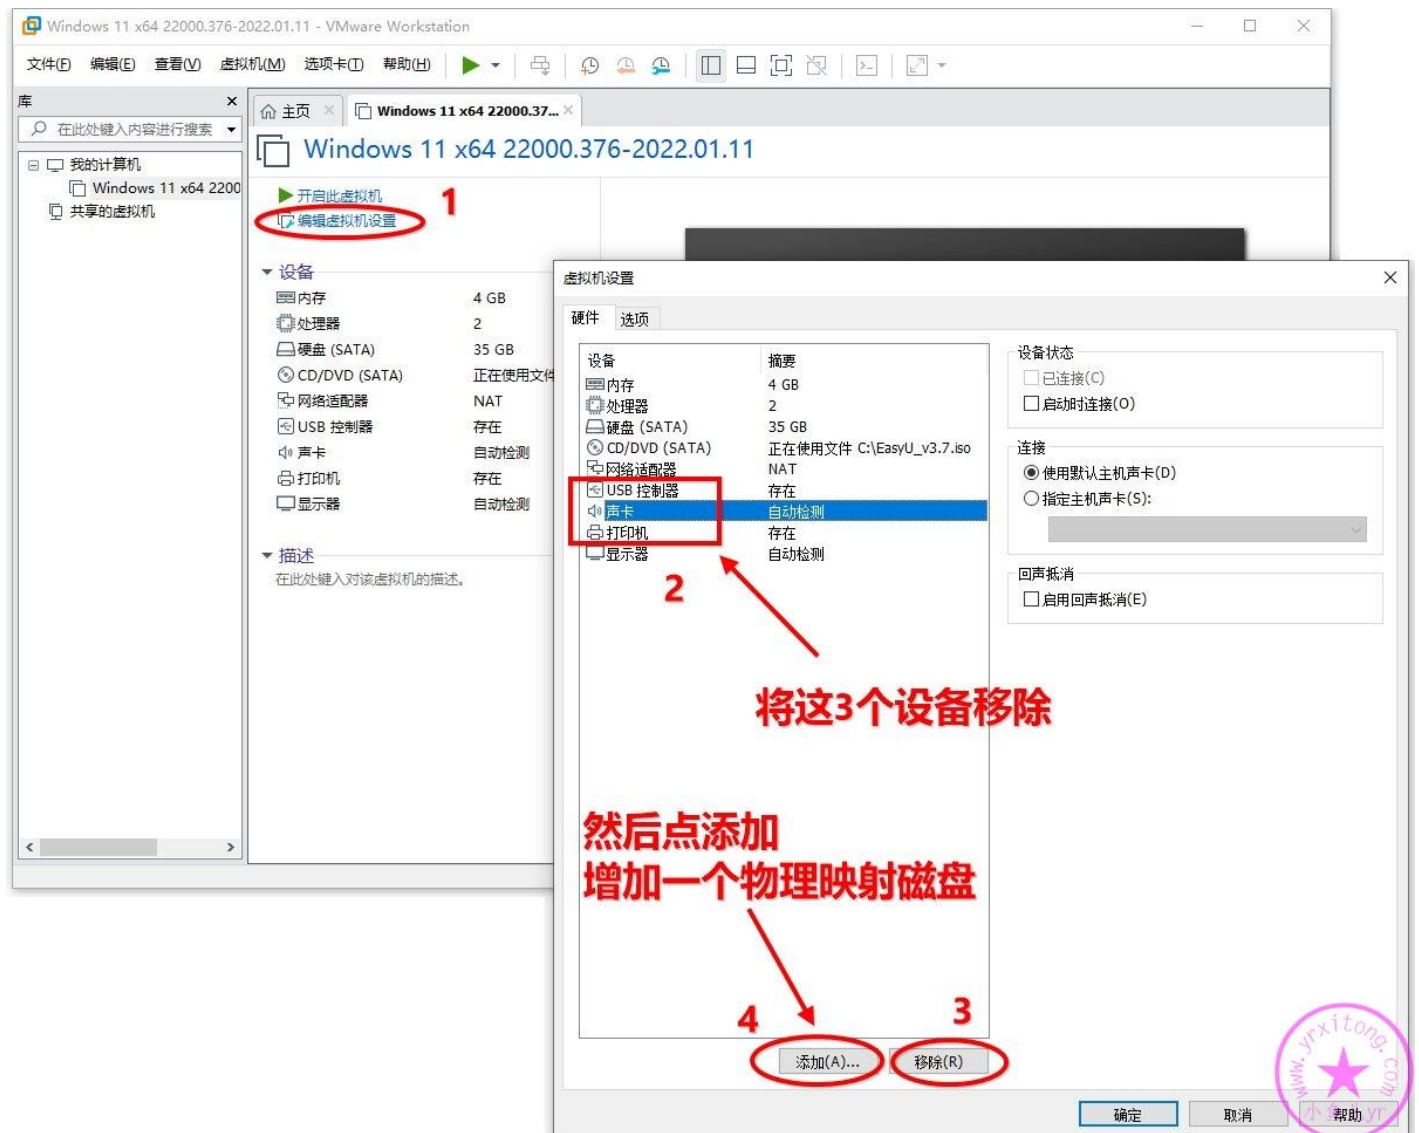 Windows 11 x64 22000.376-2022.01.11 - VMware Workstation
文件(F) 编辑(E) 查看(V) 虚拟机(M) 选项卡(T) 帮助(H)
库
在此处键入内容进行搜索
我的计算机
Windows 11 x64 2200
共享的虚拟机
主页
Windows 11 x64 22000.37...
Windows 11 x64 22000.376-2022.01.11
开启此虚拟机
编辑虚拟机设置
1
设备
内存 4 GB
处理器 2
硬盘 (SATA) 35 GB
CD/DVD (SATA) 正在使用文件
网络适配器 NAT
USB 控制器 存在
声卡 自动检测
打印机 存在
显示器 自动检测
描述
在此处键入对该虚拟机的描述。
虚拟机设置
硬件 选项
设备 摘要
内存 4 GB
处理器 2
硬盘 (SATA) 35 GB
CD/DVD (SATA) 正在使用文件 C:\EasyU_v3.7.iso
网络适配器 NAT
USB 控制器 存在
声卡 自动检测
打印机 存在
显示器 自动检测
2
将这3个设备移除
然后点添加
增加一个物理映射磁盘
4
3
添加(A)... 移除(R)
设备状态
已连接(C)
启动时连接(O)
连接
使用默认主机声卡(D)
指定主机声卡(S):
回声抵消
启用回声抵消(E)
确定 取消 帮助
www.yrxitong.com